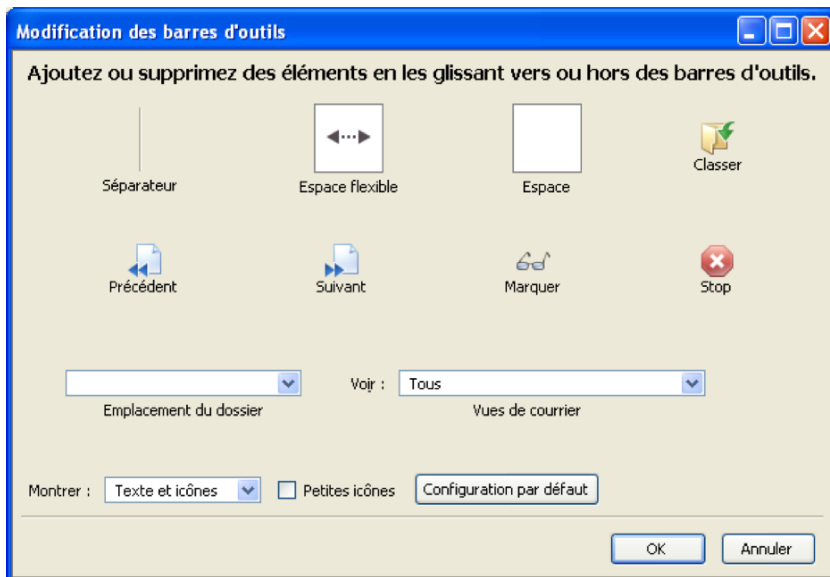 Modification des barres d'outils
Ajoutez ou supprimez des éléments en les glissant vers ou hors des barres d'outils.
Séparateur
Espace flexible
Espace
Classer
Précédent
Suivant
Marquer
Stop
Voir :
Tous
Emplacement du dossier
Vues de courrier
Montrer :
Texte et icônes
Petites icônes
Configuration par défaut
OK
Annuler